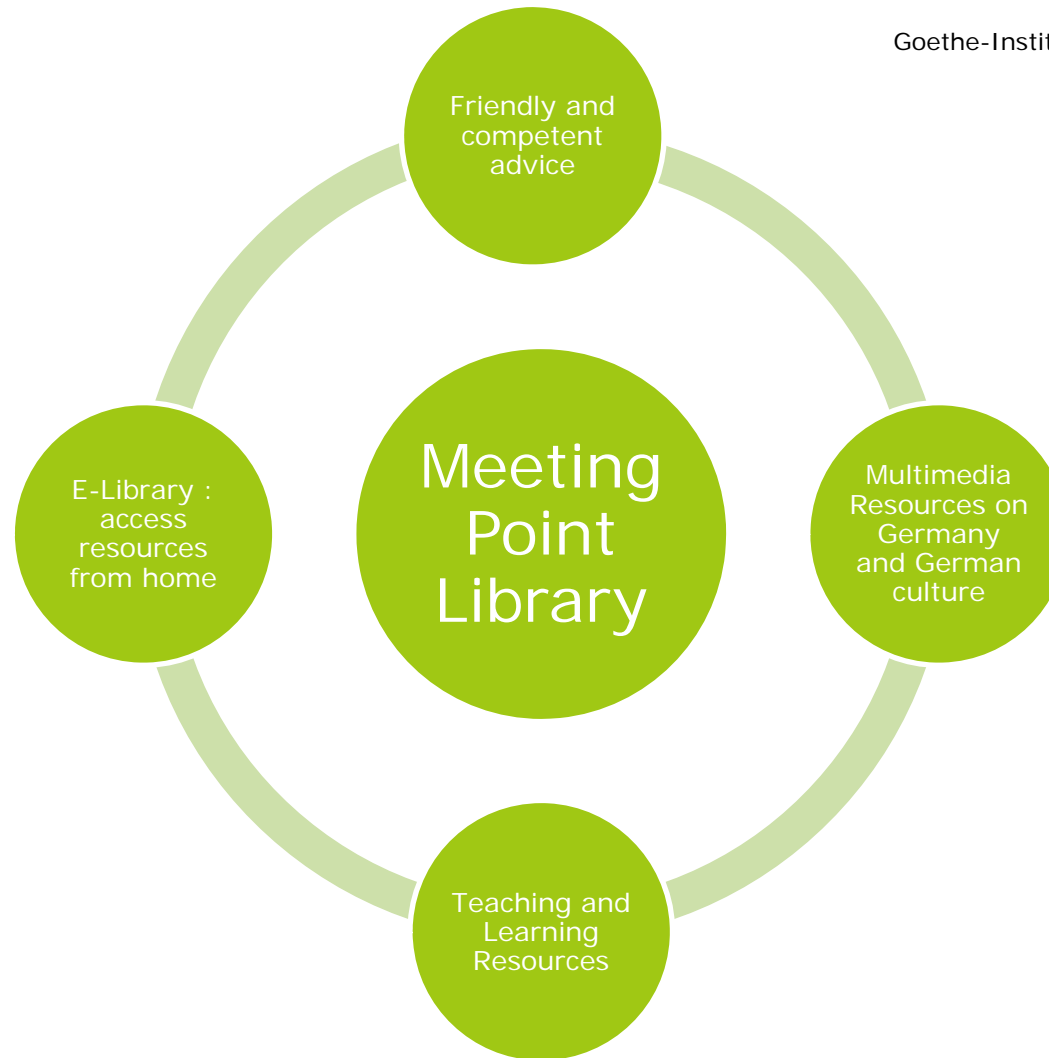 Goethe-Instit
Friendly and
competent
advice
Meeting
Point
Library
E-Library :
access
resources
from home
Multimedia
Resources on
Germany
and German
culture
Teaching and
Learning
Resources